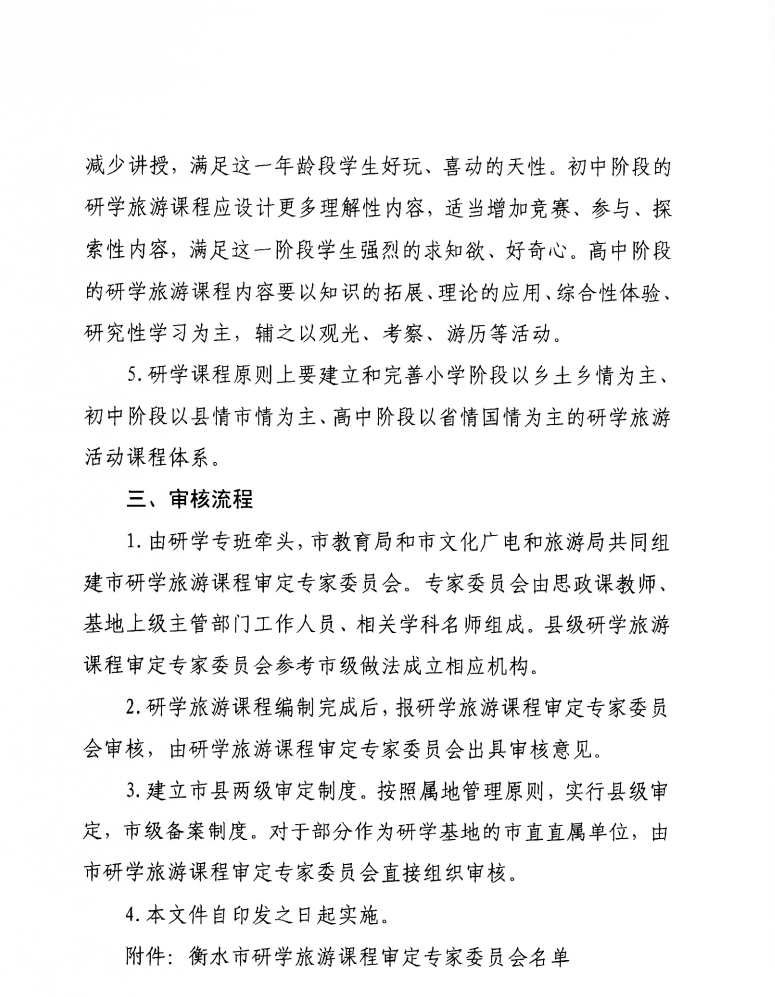 减少讲授，满足这一年龄段学生好玩、喜动的天性。初中阶段的
研学旅游课程应设计更多理解性内容，适当增加竞赛、参与、探
索性内容，满足这一阶段学生强烈的求知欲、好奇心。高中阶段
的研学旅游课程内容要以知识的拓展、理论的应用、综合性体验、
研究性学习为主，辅之以观光、考察、游历等活动。
5.研学课程原则上要建立和完善小学阶段以乡土乡情为主、
初中阶段以县情市情为主、高中阶段以省情国情为主的研学旅游
活动课程体系。
三、审核流程
1.由研学专班牵头，市教育局和市文化广电和旅游局共同组
建市研学旅游课程审定专家委员会。专家委员会由思政课教师、
基地上级主管部门工作人员、相关学科名师组成。县级研学旅游
课程审定专家委员会参考市级做法成立相应机构。
2.研学旅游课程编制完成后，报研学旅游课程审定专家委员
会审核，由研学旅游课程审定专家委员会出具审核意见。
3.建立市县两级审定制度。按照属地管理原则，实行县级审
定，市级备案制度。对于部分作为研学基地的市直直属单位，由
市研学旅游课程审定专家委员会直接组织审核。
4.本文件自印发之日起实施。
附件：衡水市研学旅游课程审定专家委员会名单